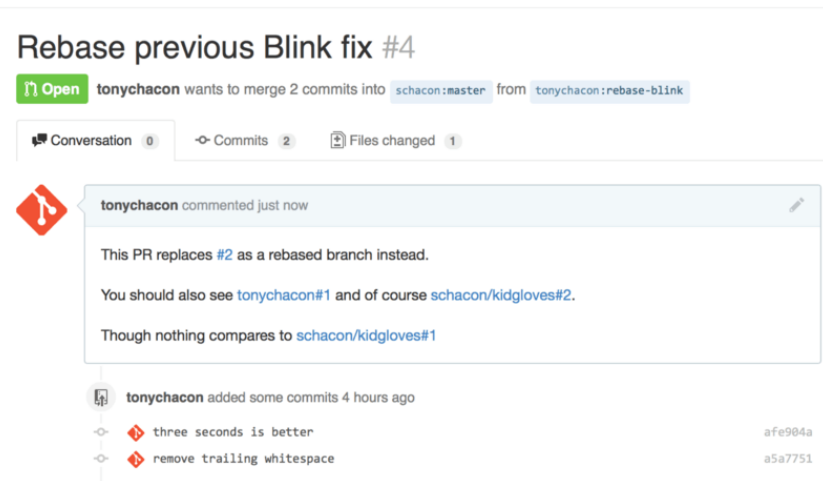 Rebase previous Blink fix #4
Open tonychacon wants to merge 2 commits into schacon:master from tonychacon:rebase-blink
Conversation 0 Commits 2 Files changed 1
tonychacon commented just now
This PR replaces #2 as a rebased branch instead.
You should also see tonychacon#1 and of course schacon/kidgloves#2.
Though nothing compares to schacon/kidgloves#1
tonychacon added some commits 4 hours ago
three seconds is better afe904a
remove trailing whitespace a5a7751